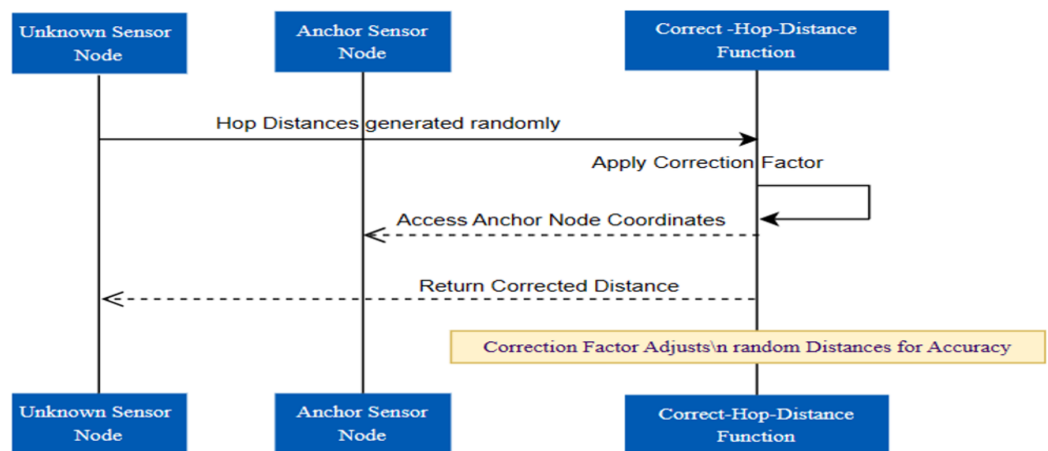 Unknown Sensor
Node
Anchor Sensor
Node
Correct -Hop-Distance
Function
Hop Distances generated randomly
Apply Correction Factor
Access Anchor Node Coordinates
Return Corrected Distance
Correction Factor Adjusts\n random Distances for Accuracy
Unknown Sensor
Node
Anchor Sensor
Node
Correct-Hop-Distance
Function